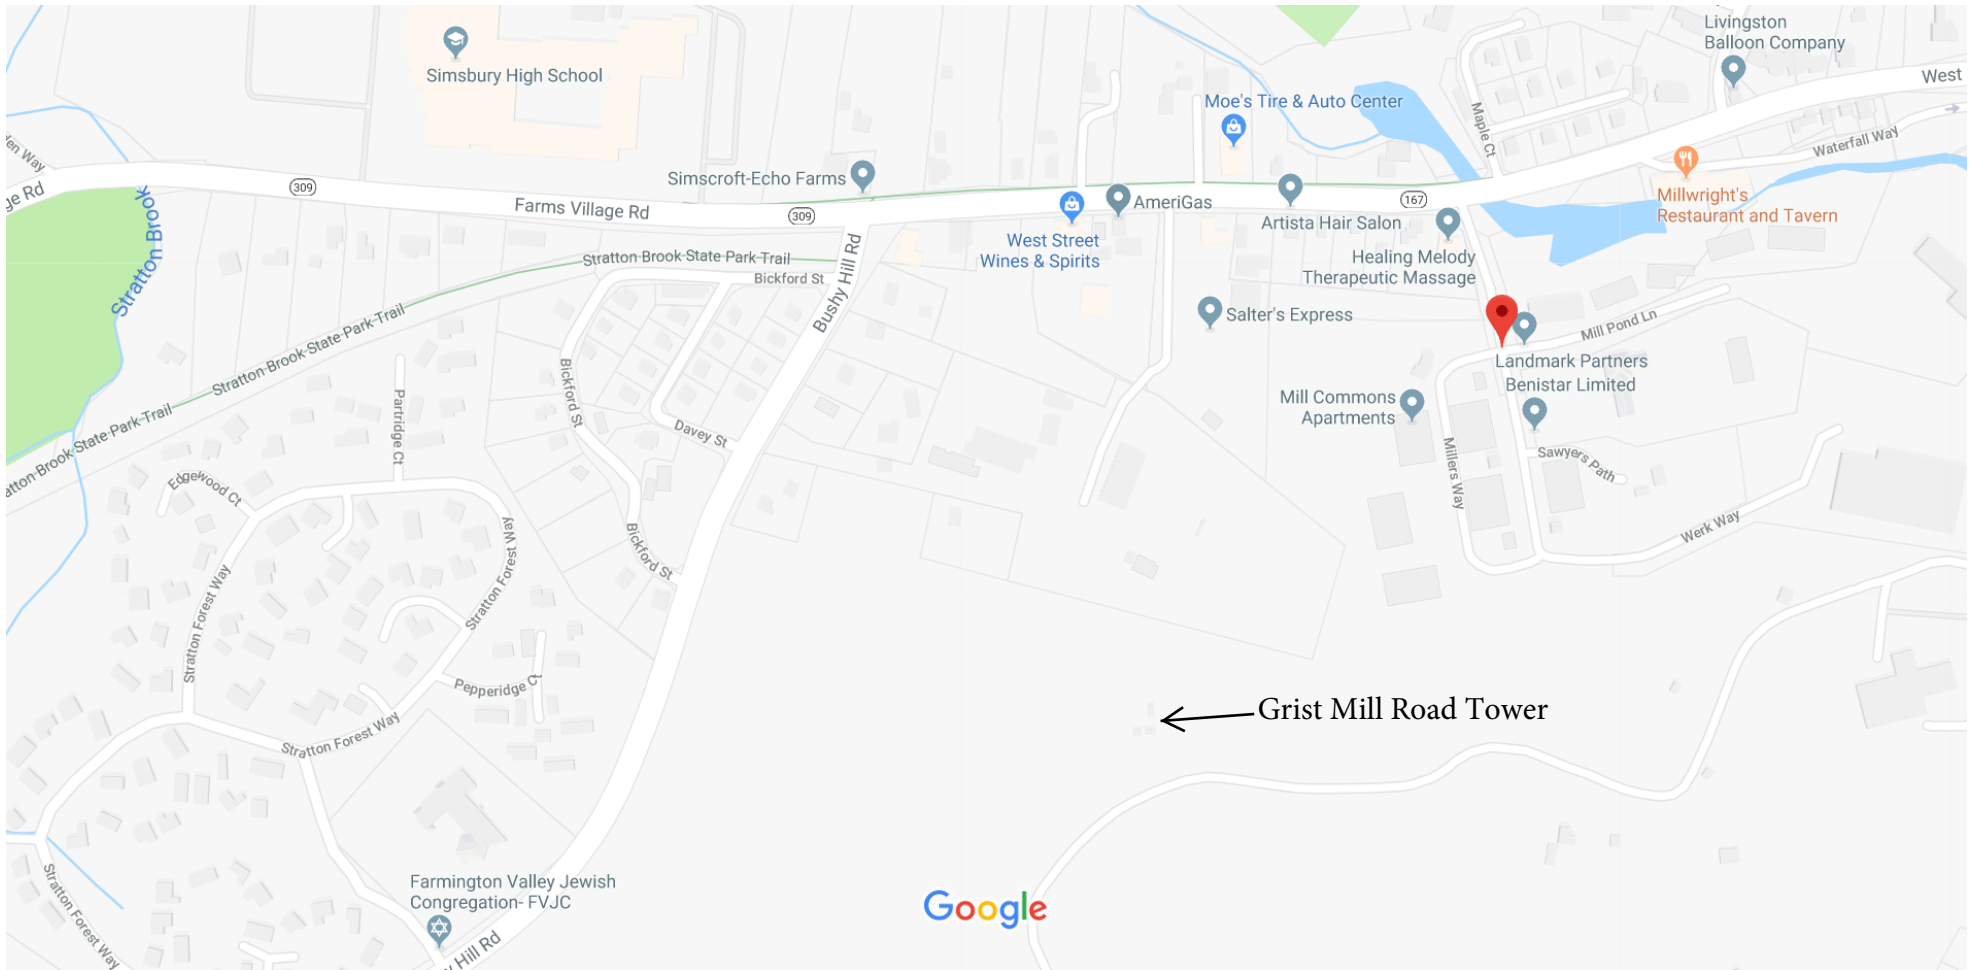 Livingston
Balloon Company
West
Simsbury High School
Moe's Tire & Auto Center
Maple Ct
Waterfall Way
den Way
ge Rd
309
Farms Village Rd
309
Simscroft-Echo Farms
AmeriGas
Artista Hair Salon
167
Millwright's
Restaurant and Tavern
Stratton Brook
Stratton Brook State Park Trail
Bickford St
Bushy Hill Rd
West Street
Wines & Spirits
Healing Melody
Therapeutic Massage
Salter's Express
Mill Pond Ln
Landmark Partners
Benistar Limited
Mill Commons
Apartments
Stratton Brook State Park Trail
Bickford St
Partridge Ct
atton Brook State Park Trail
Davey St
Millers Way
Sawyers Path
Edgewood Ct
Werk Way
Bickford St
Stratton Forest Way
Stratton Forest Way
Pepperidge Ct
Stratton Forest Way
Grist Mill Road Tower
Farmington Valley Jewish
Congregation- FVJC
Stratton Forest Way
y Hill Rd
Google